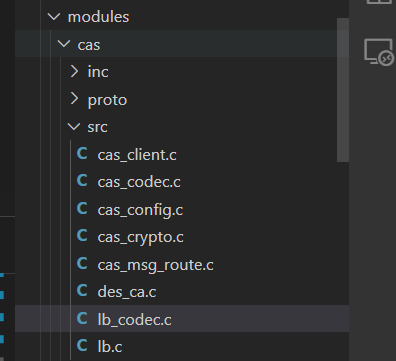 modules
cas
inc
proto
src
C cas_client.c
C cas_codec.c
C cas_config.c
C cas_crypto.c
C cas_msg_route.c
C des_ca.c
C lb_codec.c
C lb.c